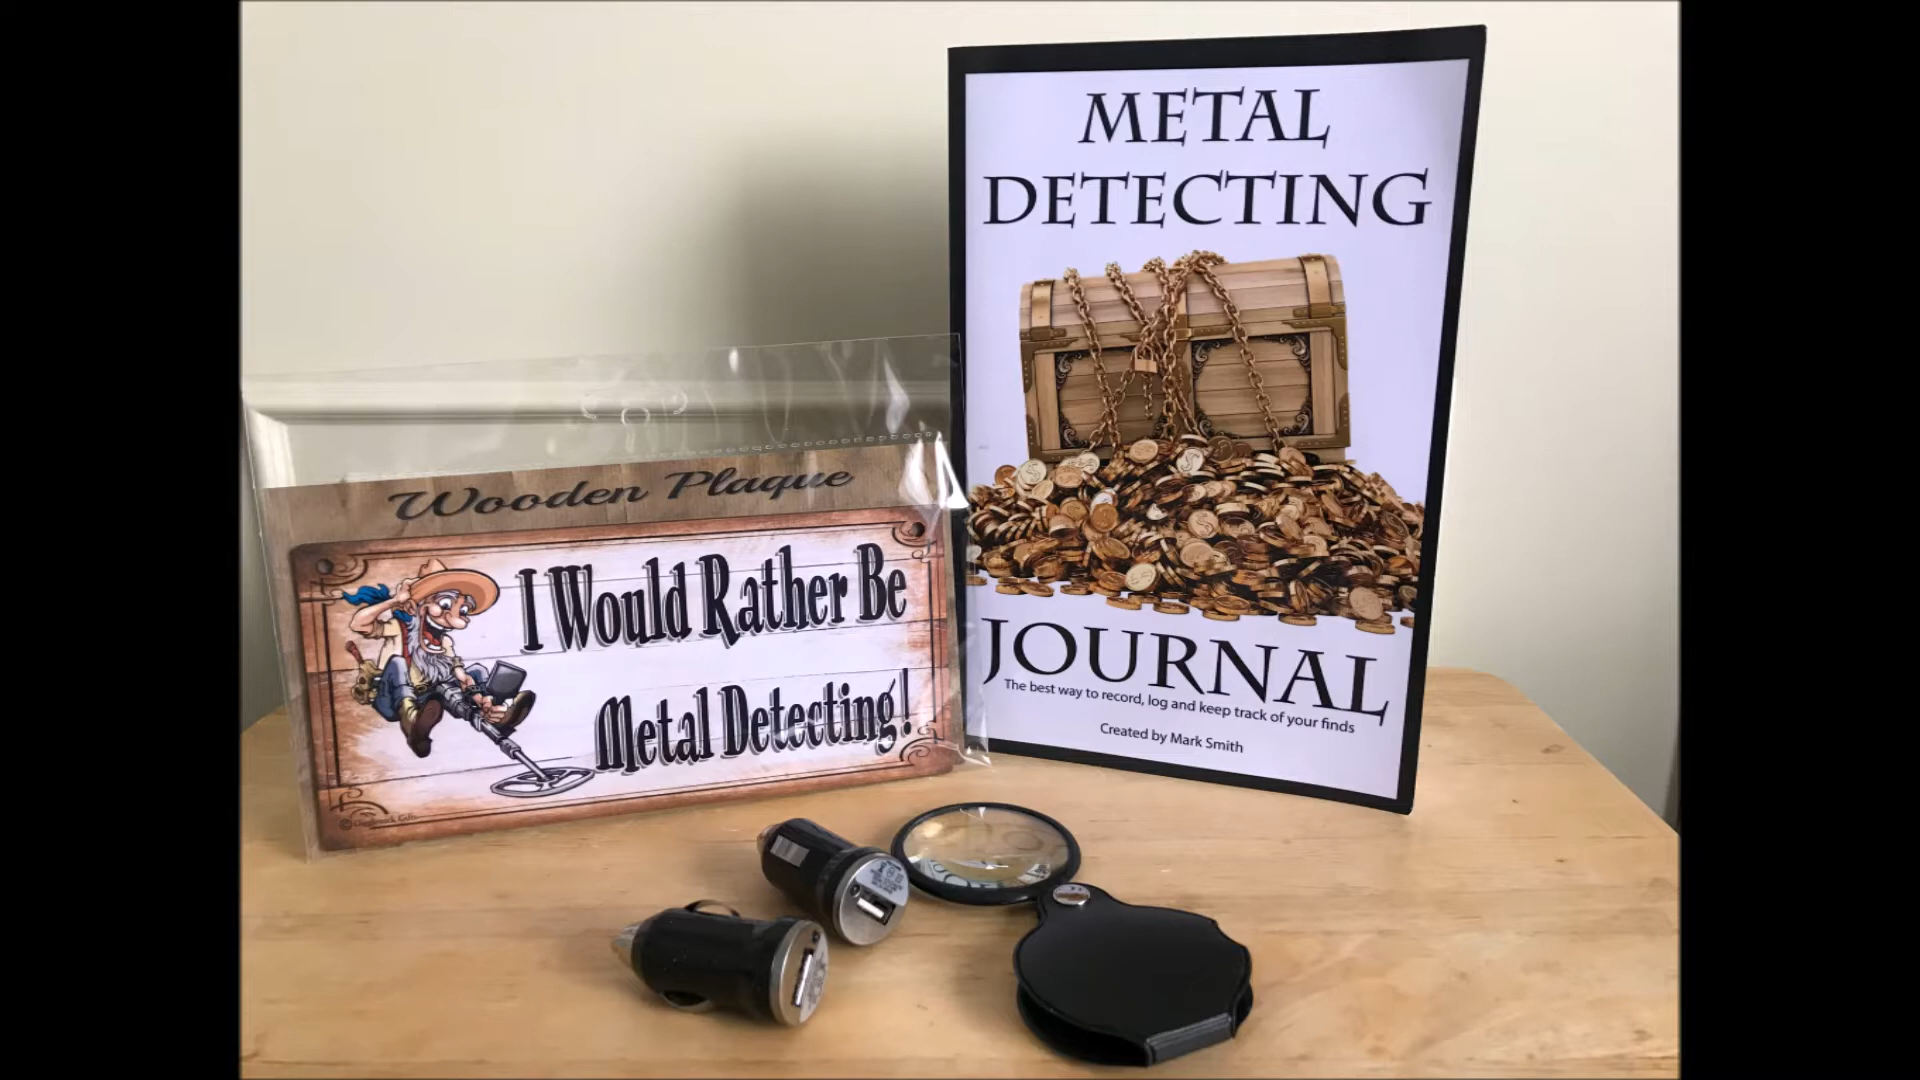 Wooden Plaque
I Would Rather Be
Metal Detecting!
METAL
DETECTING
JOURNAL
The best way to record, log and keep track of your finds
Created by Mark Smith